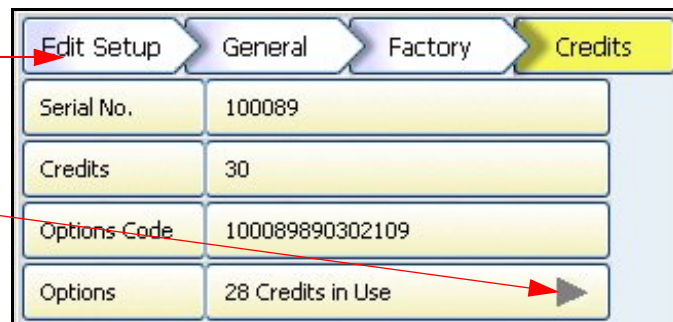 Edit Setup General Factory Credits
Serial No. 100089
Credits 30
Options Code 100089890302109
Options 28 Credits in Use